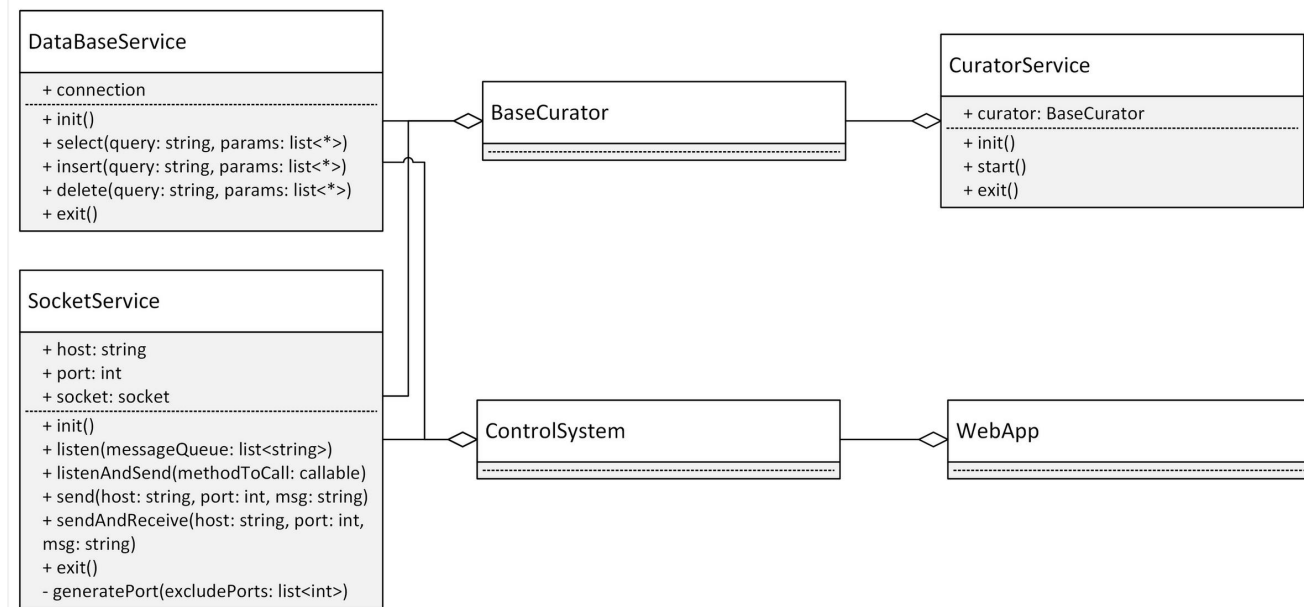 DataBaseService
+ connection
+ init()
+ select(query: string, params: list<*>)
+ insert(query: string, params: list<*>)
+ delete(query: string, params: list<*>)
+ exit()
BaseCurator
CuratorService
+ curator: BaseCurator
+ init()
+ start()
+ exit()
SocketService
+ host: string
+ port: int
+ socket: socket
+ init()
+ listen(messageQueue: list<string>)
+ listenAndSend(methodToCall: callable)
+ send(host: string, port: int, msg: string)
+ sendAndReceive(host: string, port: int,
msg: string)
+ exit()
- generatePort(excludePorts: list<int>)
ControlSystem
WebApp